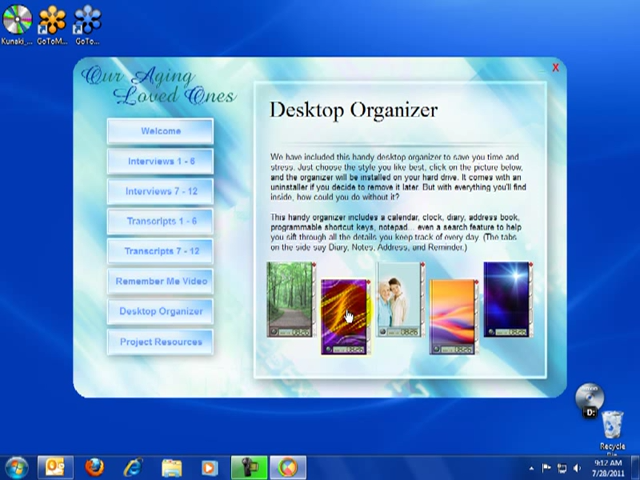 Kunaki_...
GoToM...
GoTo...
Our Aging
Loved Ones
X
Welcome
Interviews 1 - 6
Interviews 7 - 12
Transcripts 1 - 6
Transcripts 7 - 12
Remember Me Video
Desktop Organizer
Project Resources
Desktop Organizer
We have included this handy desktop organizer to save you time and
stress. Just choose the style you like best, click on the picture below,
and the organizer will be installed on your hard drive. It comes with an
uninstaller if you decide to remove it later. But with everything you'll find
inside, how could you do without it?
This handy organizer includes a calendar, clock, diary, address book,
programmable shortcut keys, notepad... even a search feature to help
you sift through all the details you keep track of every day. (The tabs
on the side say Diary, Notes, Address, and Reminder.)
D:
Recycle
Bin
9:12 AM
7/28/2011